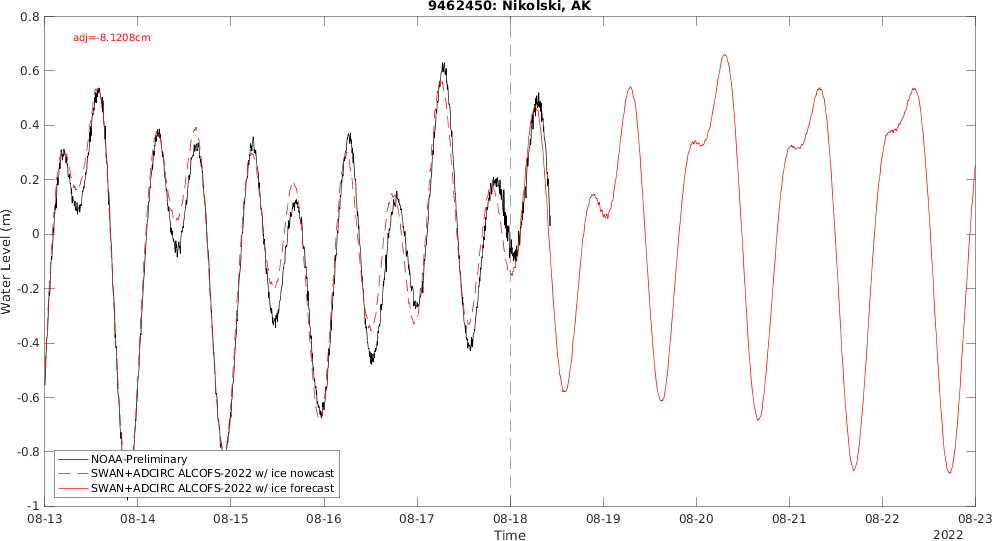 9462450: Nikolski, AK
adj=-8.1208cm
0.8
0.6
0.4
0.2
0
-0.2
-0.4
-0.6
-0.8
-1
Water Level (m)
NOAA-Preliminary
SWAN+ADCIRC ALCOFS-2022 w/ ice nowcast
SWAN+ADCIRC ALCOFS-2022 w/ ice forecast
08-13 08-14 08-15 08-16 08-17 08-18 08-19 08-20 08-21 08-22 08-23
Time
2022